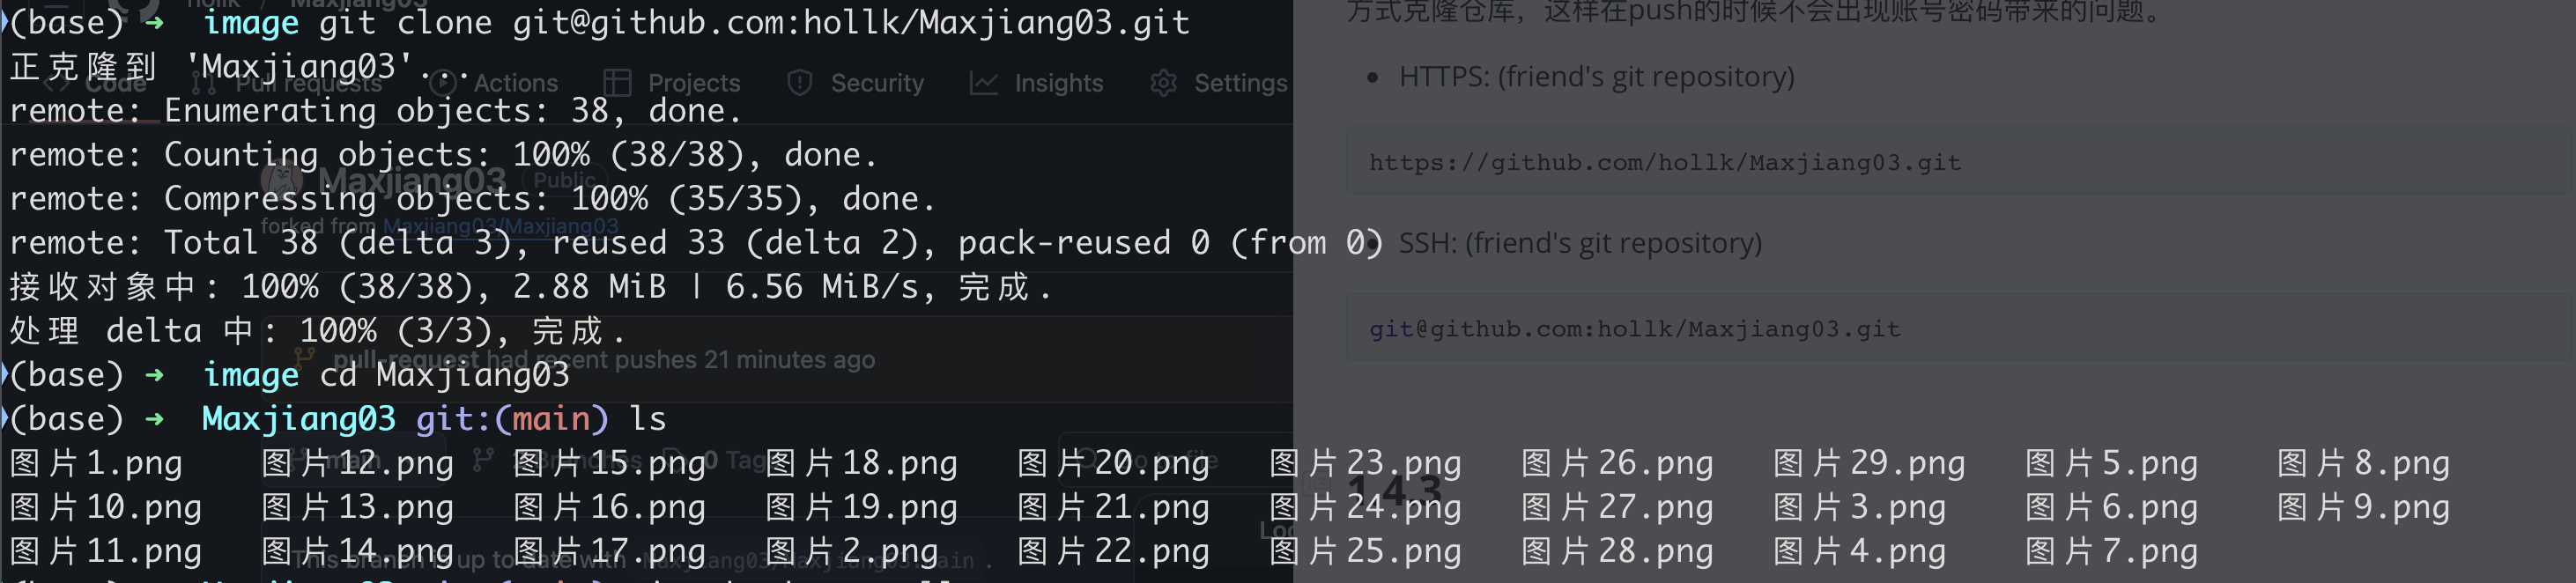 hollk / Maxjiang03
(base) ➜ image git clone git@github.com:hollk/Maxjiang03.git
正克隆到 'Maxjiang03'...
Code Pull requests Actions Projects Security Insights Settings
remote: Enumerating objects: 38, done.
remote: Counting objects: 100% (38/38), done.
Maxjiang03 Public
remote: Compressing objects: 100% (35/35), done.
forked from Maxjiang03/Maxjiang03
remote: Total 38 (delta 3), reused 33 (delta 2), pack-reused 0 (from 0)
接收对象中: 100% (38/38), 2.88 MiB | 6.56 MiB/s, 完成.
处理 delta 中: 100% (3/3), 完成.
pull-request had recent pushes 21 minutes ago
(base) ➜ image cd Maxjiang03
(base) ➜ Maxjiang03 git:(main) ls
图片1.png 图片12.png 图片15.png 图片18.png 图片20.png 图片23.png 图片26.png 图片29.png 图片5.png 图片8.png
main Branches 0 Tag Go to file
图片10.png 图片13.png 图片16.png 图片19.png 图片21.png 图片24.png 图片27.png 图片3.png 图片6.png 图片9.png
图片11.png 图片14.png 图片17.png 图片2.png 图片22.png 图片25.png 图片28.png 图片4.png 图片7.png
This branch is up to date with Maxjiang03/Maxjiang03:main .
方式克隆仓库，这样在push的时候不会出现账号密码带来的问题。
• HTTPS: (friend's git repository)
https://github.com/hollk/Maxjiang03.git
SSH: (friend's git repository)
git@github.com:hollk/Maxjiang03.git
1.4.3